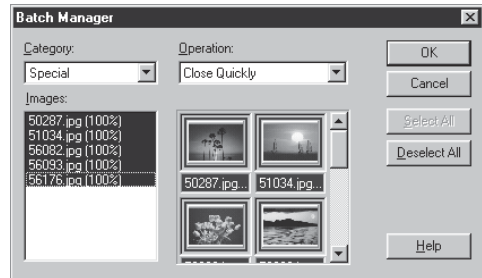 Batch Manager
Category:
Special
Operation:
Close Quickly
Images:
50287.jpg (100%)
51034.jpg (100%)
56082.jpg (100%)
56093.jpg (100%)
56176.jpg (100%)
50287.jpg...
51034.jpg...
OK
Cancel
Select All
Deselect All
Help